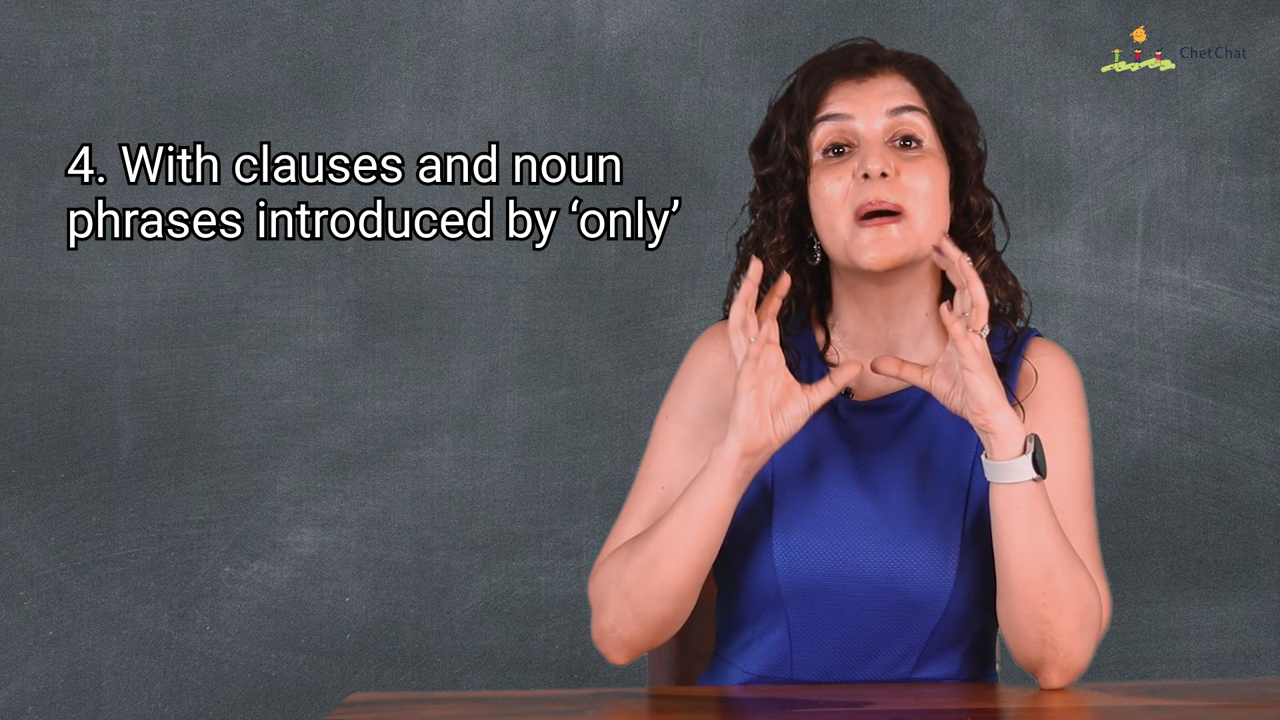 ChetChat
4. With clauses and noun
phrases introduced by ‘only’